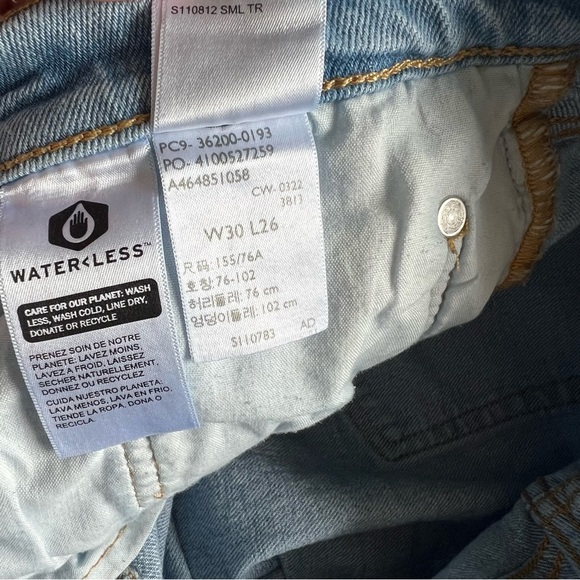 S110812 SML TR
PC9- 36200-0193
PO- 4100527259
A464851058
CW- 0322
3813
W30 L26
尺码: 155/76A
호칭: 76-102
허리둘레: 76 cm
엉덩이둘레: 102 cm
S110783 AD
WATER<LESS™
CARE FOR OUR PLANET: WASH
LESS, WASH COLD, LINE DRY,
DONATE OR RECYCLE
PRENEZ SOIN DE NOTRE
PLANETE: LAVEZ MOINS,
LAVEZ A FROID, LAISSEZ
SECHER NATURELLEMENT,
DONNEZ OU RECYCLEZ
CUIDA NUESTRO PLANETA:
LAVA MENOS, LAVA EN FRIO,
TIENDE LA ROPA, DONA O
RECICLA.